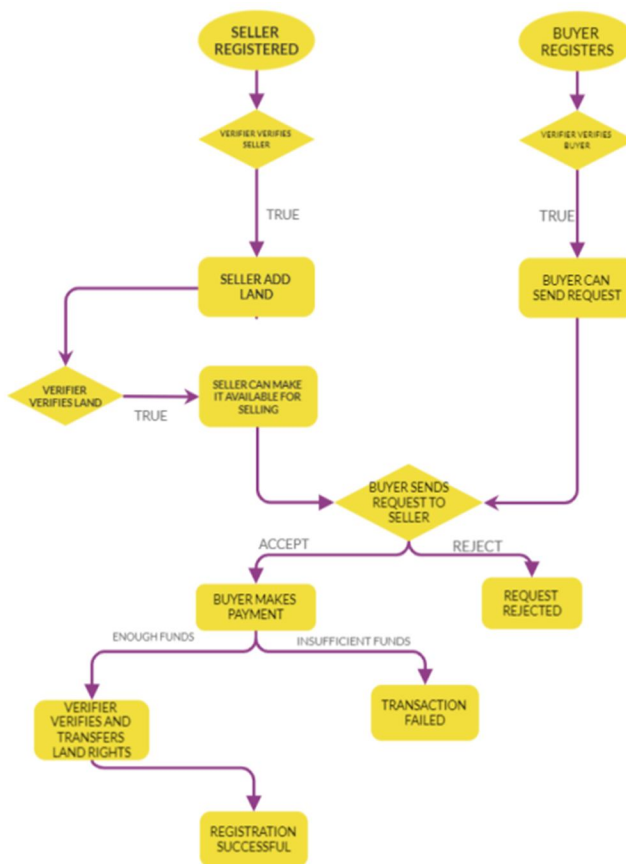 SELLER
REGISTERED
BUYER
REGISTERS
VERIFIER VERIFIES
SELLER
VERIFIER VERIFIES
BUYER
TRUE
TRUE
SELLER ADD
LAND
BUYER CAN
SEND REQUEST
VERIFIER
VERIFIES LAND
TRUE
SELLER CAN MAKE
IT AVAILABLE FOR
SELLING
BUYER SENDS
REQUEST TO
SELLER
ACCEPT
REJECT
BUYER MAKES
PAYMENT
REQUEST
REJECTED
ENOUGH FUNDS
INSUFFICIENT FUNDS
VERIFIER
VERIFIES AND
TRANSFERS
LAND RIGHTS
TRANSACTION
FAILED
REGISTRATION
SUCCESSFUL